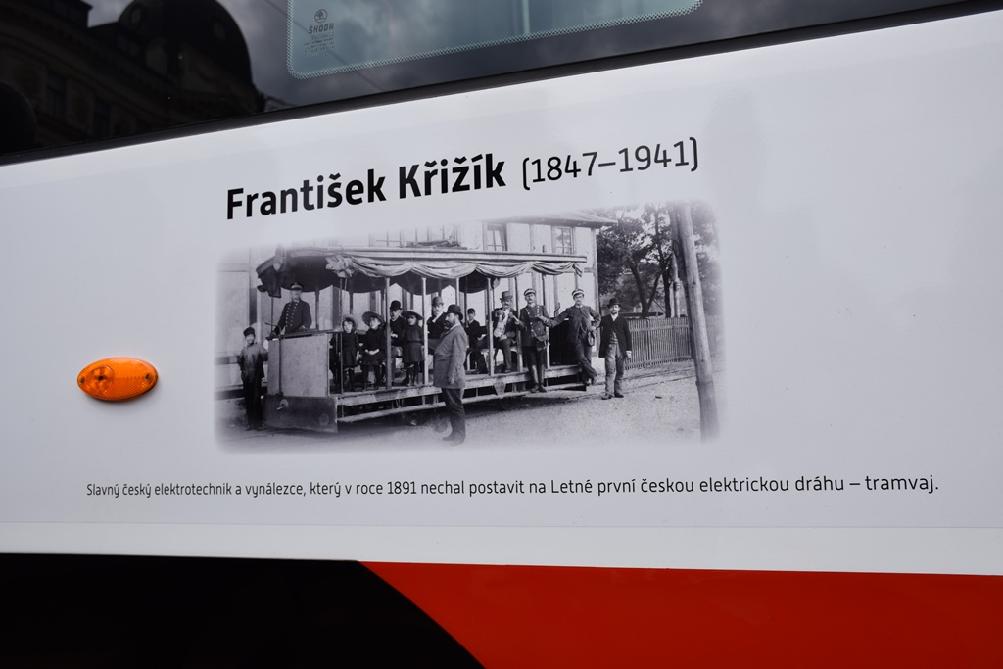 ŠKODA
František Křižík (1847–1941)
Slavný český elektrotechnik a vynálezce, který v roce 1891 nechal postavit na Letné první českou elektrickou dráhu – tramvaj.